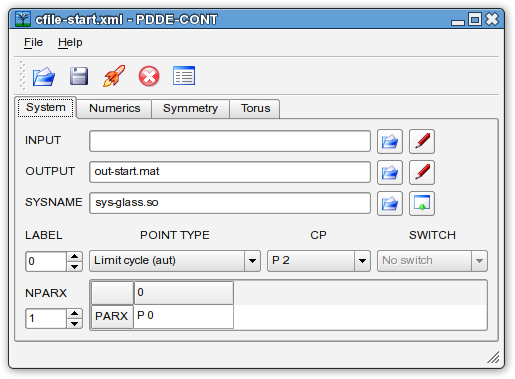 cfile-start.xml - PDDE-CONT
File Help
System Numerics Symmetry Torus
INPUT
OUTPUT out-start.mat
SYSNAME sys-glass.so
LABEL POINT TYPE CP SWITCH
0 Limit cycle (aut) P 2 No switch
NPARX 0
1 PARX P 0